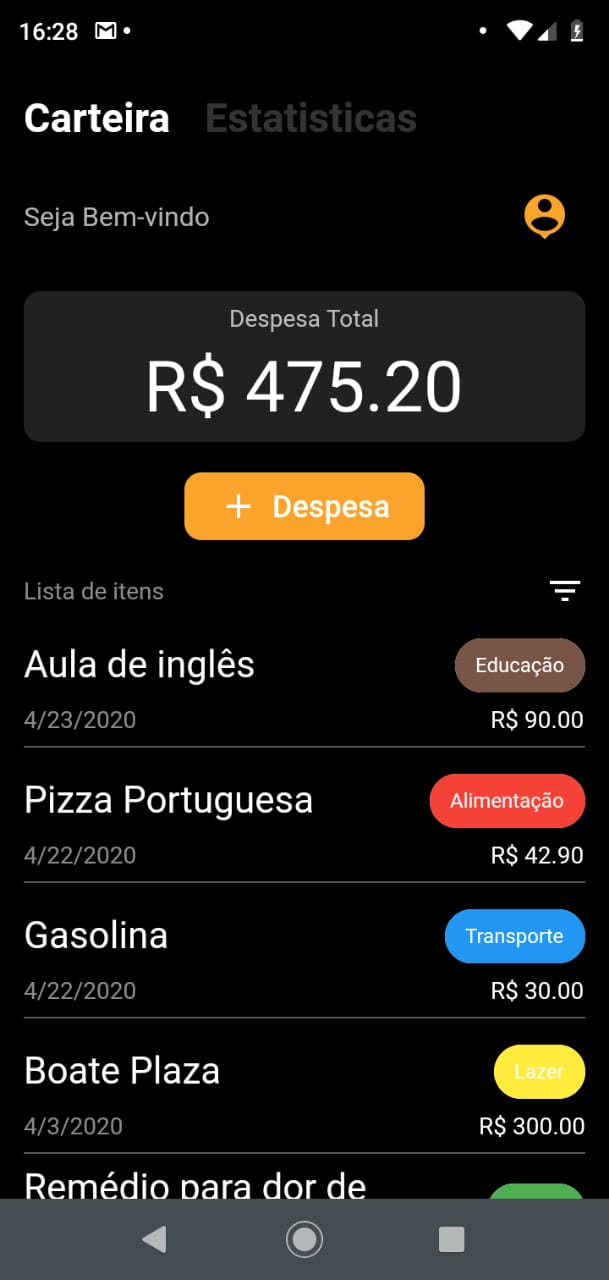 16:28
Carteira Estatisticas
Seja Bem-vindo
Despesa Total
R$ 475.20
+ Despesa
Lista de itens
Aula de inglês Educação
4/23/2020 R$ 90.00
Pizza Portuguesa Alimentação
4/22/2020 R$ 42.90
Gasolina Transporte
4/22/2020 R$ 30.00
Boate Plaza Lazer
4/3/2020 R$ 300.00
Remédio para dor de